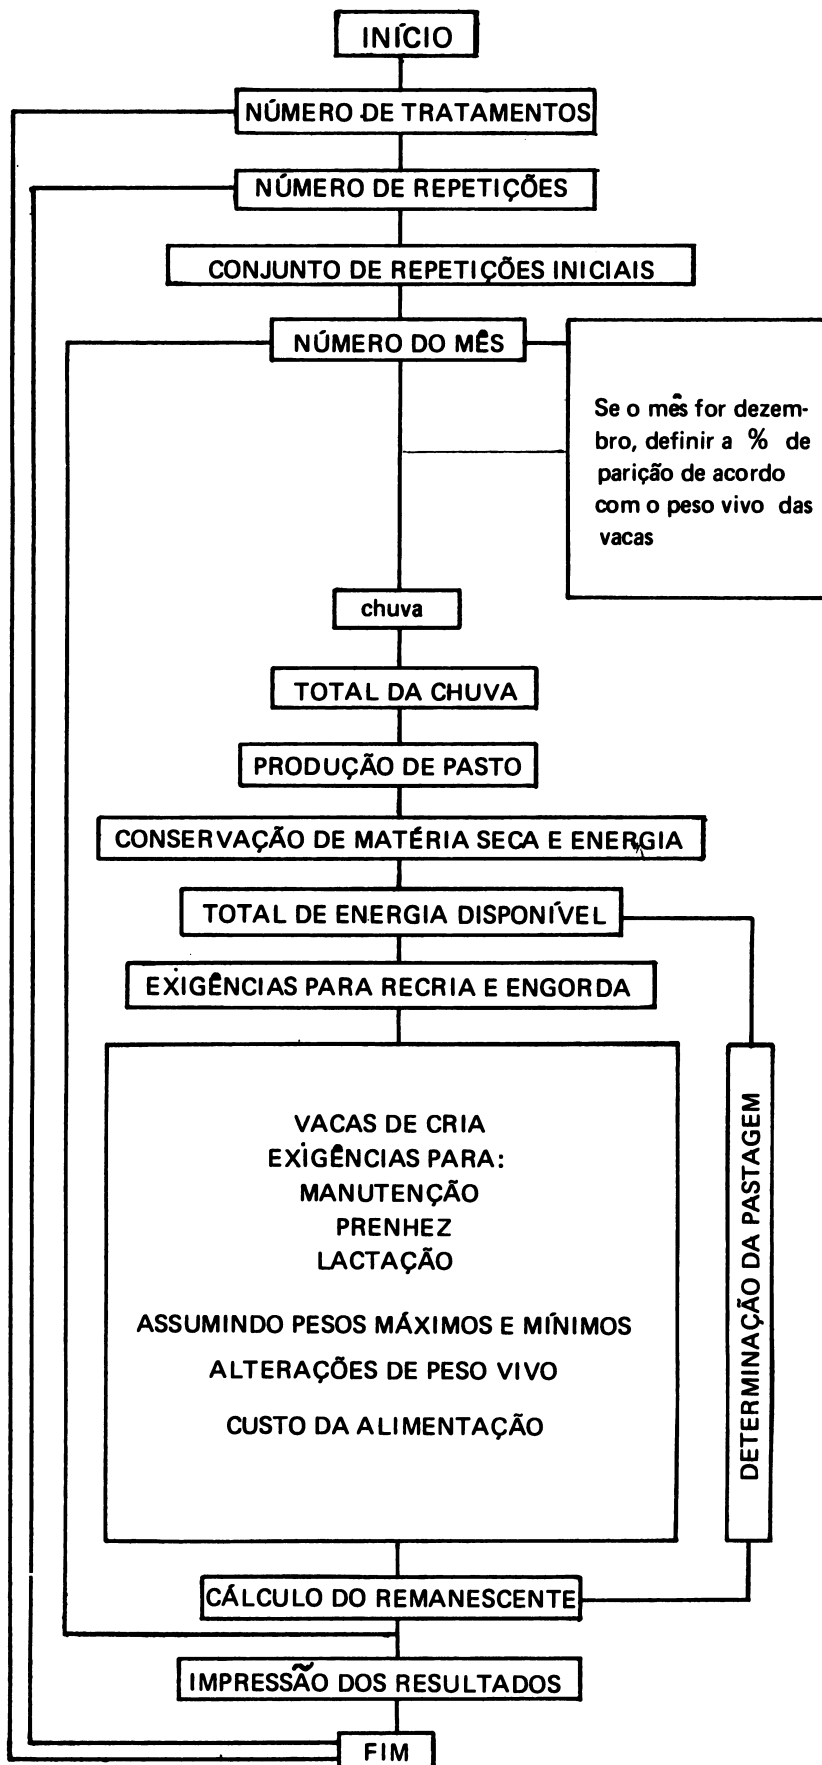 INÍCIO
NÚMERO DE TRATAMENTOS
NÚMERO DE REPETIÇÕES
CONJUNTO DE REPETIÇÕES INICIAIS
NÚMERO DO MÊS
Se o mês for dezem-
bro, definir a % de
parição de acordo
com o peso vivo das
vacas
chuva
TOTAL DA CHUVA
PRODUÇÃO DE PASTO
CONSERVAÇÃO DE MATÉRIA SECA E ENERGIA
TOTAL DE ENERGIA DISPONÍVEL
EXIGÊNCIAS PARA RECRIA E ENGORDA
VACAS DE CRIA
EXIGÊNCIAS PARA:
MANUTENÇÃO
PRENHEZ
LACTAÇÃO
ASSUMINDO PESOS MÁXIMOS E MÍNIMOS
ALTERAÇÕES DE PESO VIVO
CUSTO DA ALIMENTAÇÃO
DETERMINAÇÃO DA PASTAGEM
CÁLCULO DO REMANESCENTE
IMPRESSÃO DOS RESULTADOS
FIM